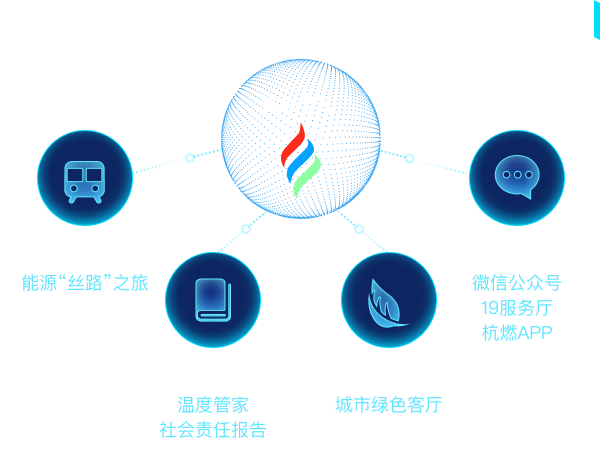 能源“丝路”之旅
微信公众号
19服务厅
杭燃APP
温度管家
社会责任报告
城市绿色客厅